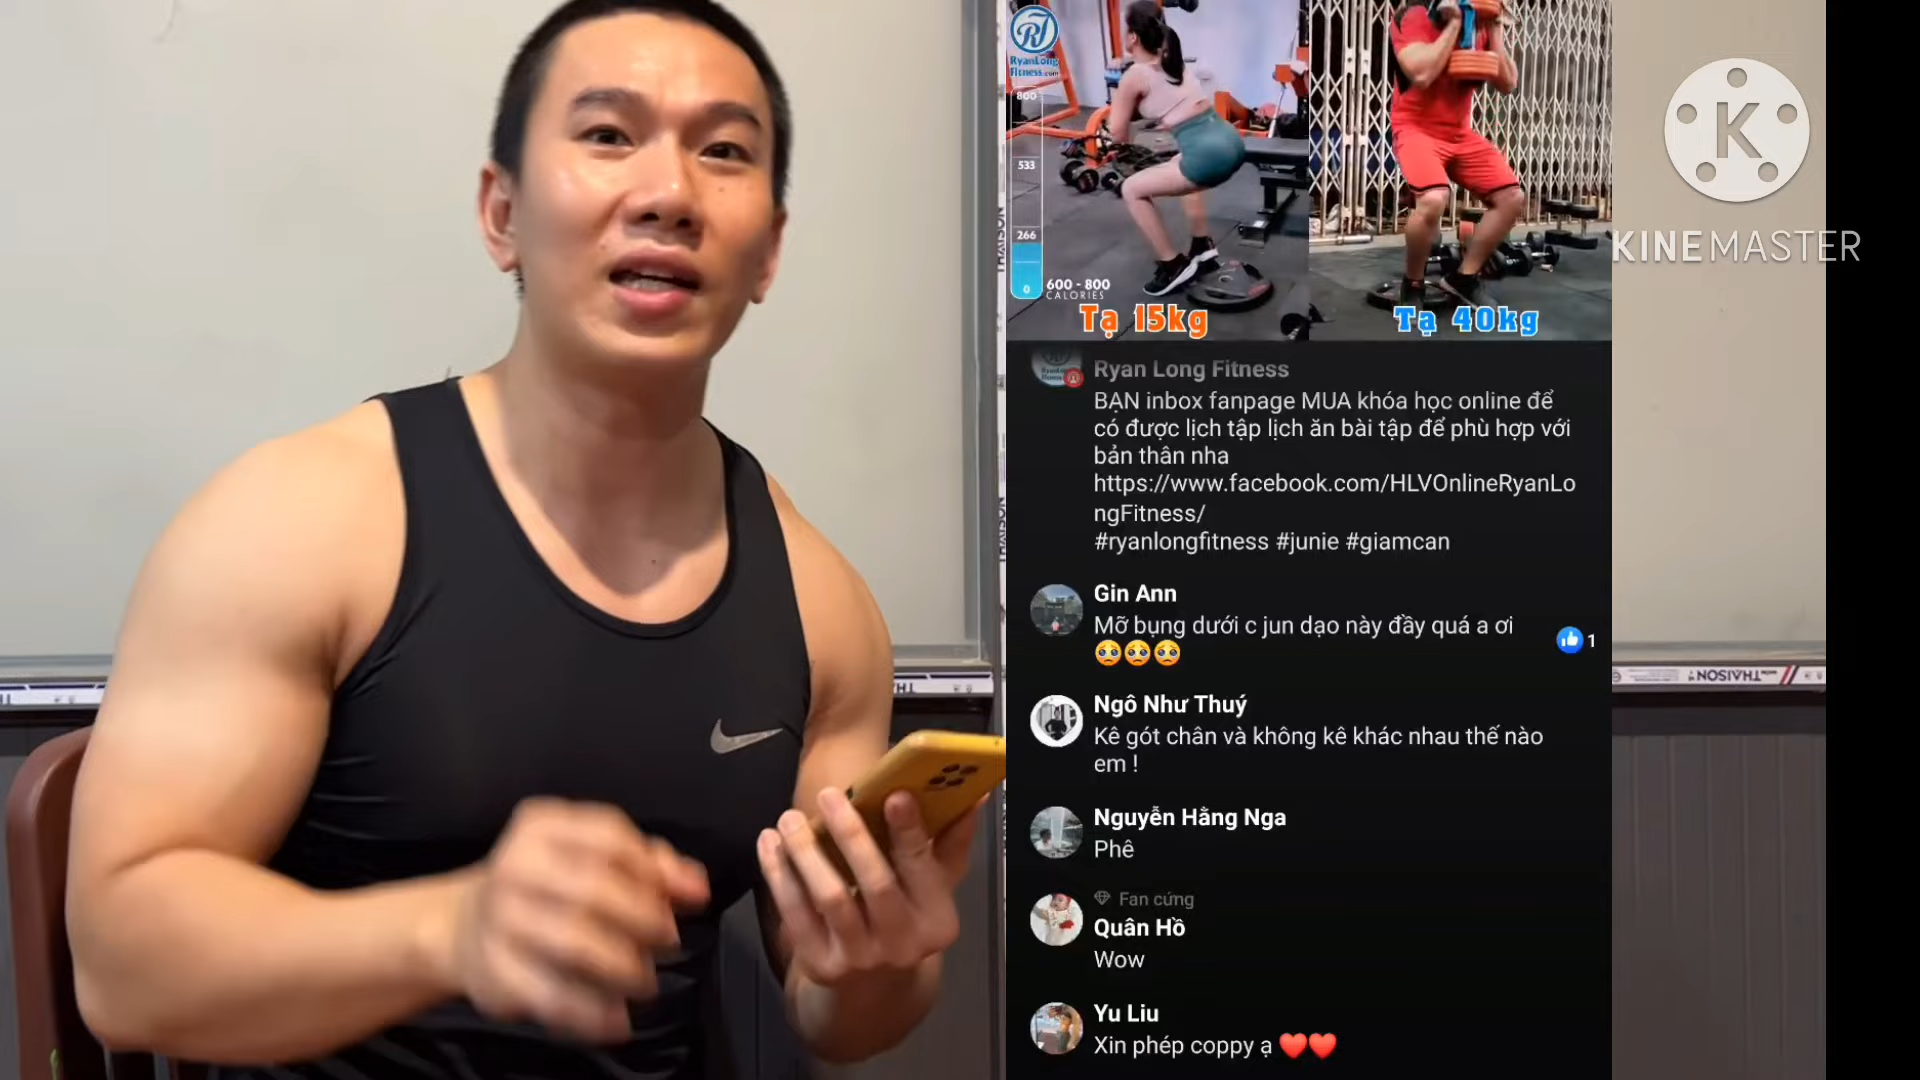 RyanLong
Fitness.com
800
533
266
0
600 - 800
CALORIES
Tạ 15kg
Tạ 40kg
KINEMASTER
Ryan Long Fitness
BẠN inbox fanpage MUA khóa học online để
có được lịch tập lịch ăn bài tập để phù hợp với
bản thân nha
https://www.facebook.com/HLVOnlineRyanLo
ngFitness/
#ryanlongfitness #junie #giamcan
Gin Ann
Mỡ bụng dưới c jun dạo này đầy quá a ơi
🥺🥺🥺
1
Ngô Như Thuý
Kê gót chân và không kê khác nhau thế nào
em !
Nguyễn Hằng Nga
Phê
Fan cứng
Quân Hồ
Wow
Yu Liu
Xin phép coppy ạ ❤️❤️
THAISON